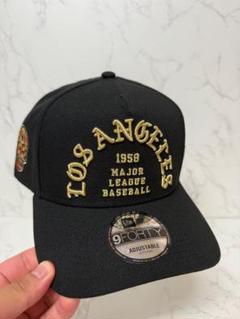 LOS ANGELES
1958
MAJOR
LEAGUE
BASEBALL
9FORTY
ADJUSTABLE